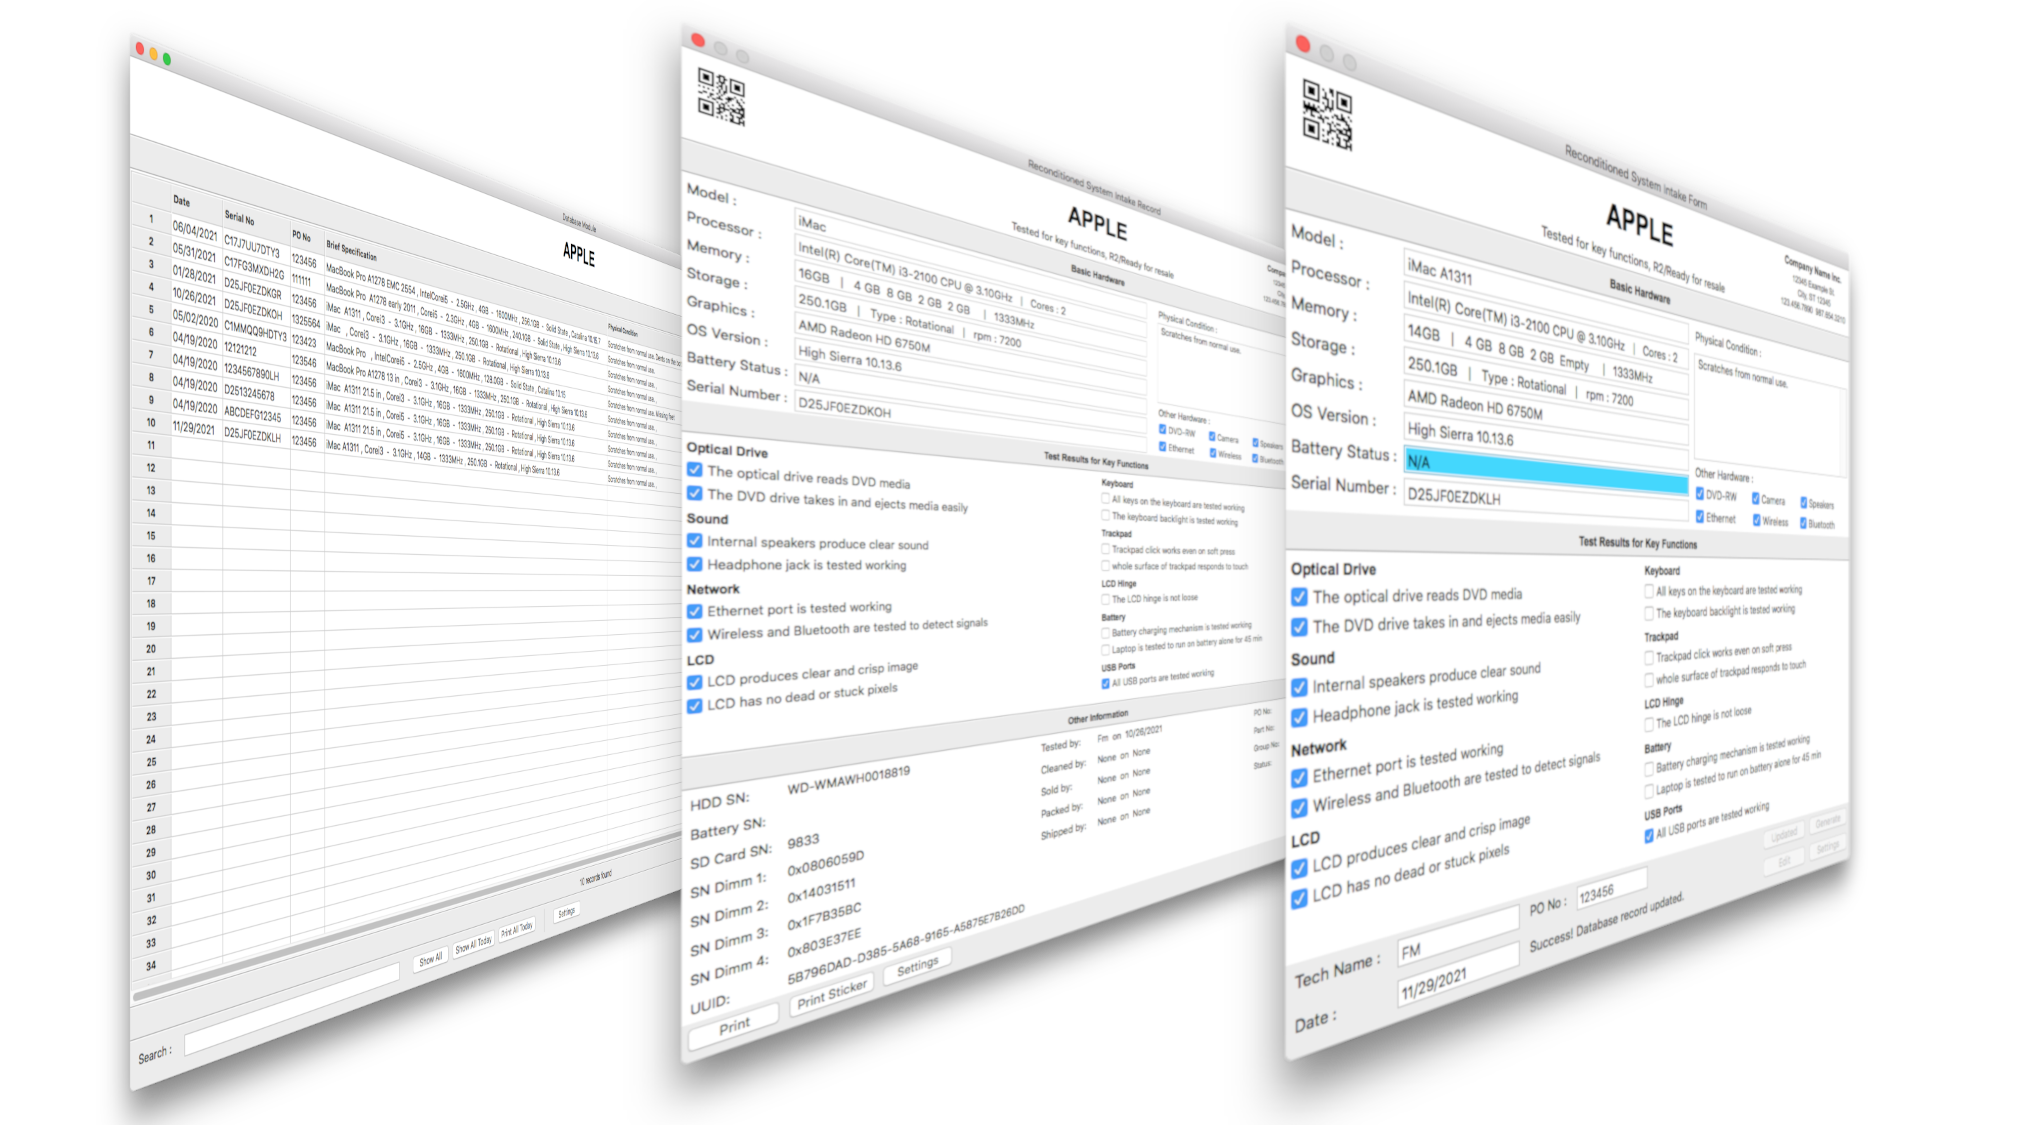 Database Module
APPLE
Date Serial No PO No Brief Specification Physical Condition
1 06/04/2021 C17J7UU7DTY3 123456 MacBook Pro A1278 EMC 2554 , IntelCorei5 - 2.5GHz , 4GB - 1600MHz , 256.1GB - Solid State , Catalina 10.15.7
2 05/31/2021 C17FG3MXDH2G 111111 MacBook Pro A1278 early 2011 , Corei5 - 2.3GHz , 4GB - 1600MHz , 240.1GB - Solid State , High Sierra 10.13.6
3 01/28/2021 D25JF0EZDKGR 123456 iMac A1311 , Corei3 - 3.1GHz , 16GB - 1333MHz , 250.1GB - Rotational , High Sierra 10.13.6 Scratches from normal use.
4 10/26/2021 D25JF0EZDKOH 1325564 iMac , Corei3 - 3.1GHz , 16GB - 1333MHz , 250.1GB - Rotational , High Sierra 10.13.6 Scratches from normal use.
5 05/02/2020 C1MMQQ9HDTY3 123423 MacBook Pro , IntelCorei5 - 2.5GHz , 4GB - 1600MHz , 128.0GB - Solid State , Catalina 10.15
6 04/19/2020 12121212 123546 MacBook Pro A1278 13 in , Corei3 - 3.1GHz , 16GB - 1333MHz , 250.1GB - Rotational , High Sierra 10.13.6
7 04/19/2020 1234567890LH 123456 iMac A1311 21.5 in , Corei3 - 3.1GHz , 16GB - 1333MHz , 250.1GB - Rotational , High Sierra 10.13.6 Scratches from normal use.
8 04/19/2020 D2513245678 123456 iMac A1311 21.5 in , Corei3 - 3.1GHz , 16GB - 1333MHz , 250.1GB - Rotational , High Sierra 10.13.6 Scratches from normal use.
9 04/19/2020 ABCDEFG12345 123456 iMac A1311 21.5 in , Corei3 - 3.1GHz , 16GB - 1333MHz , 250.1GB - Rotational , High Sierra 10.13.6 Scratches from normal use.
10 11/29/2021 D25JF0EZDKLH 123456 iMac A1311 , Corei3 - 3.1GHz , 14GB - 1333MHz , 250.1GB - Rotational , High Sierra 10.13.6 Scratches from normal use.
11
12
13
14
15
16
17
18
19
20
21
22
23
24
25
26
27
28
29
30
31
32
33
34
10 records found
Search : Show All Show All Today Print All Today Settings
Reconditioned System Intake Record
APPLE
Tested for key functions, R2/Ready for resale
Basic Hardware
Model : iMac
Processor : Intel(R) Core(TM) i3-2100 CPU @ 3.10GHz | Cores : 2
Memory : 16GB | 4 GB 8 GB 2 GB 2 GB | 1333MHz
Storage : 250.1GB | Type : Rotational | rpm : 7200
Graphics : AMD Radeon HD 6750M
OS Version : High Sierra 10.13.6
Battery Status : N/A
Serial Number : D25JF0EZDKOH
Physical Condition :
Scratches from normal use.
Other Hardware :
DVD-RW Camera Speakers
Ethernet Wireless Bluetooth
Test Results for Key Functions
Optical Drive
The optical drive reads DVD media
The DVD drive takes in and ejects media easily
Sound
Internal speakers produce clear sound
Headphone jack is tested working
Network
Ethernet port is tested working
Wireless and Bluetooth are tested to detect signals
LCD
LCD produces clear and crisp image
LCD has no dead or stuck pixels
Keyboard
All keys on the keyboard are tested working
The keyboard backlight is tested working
Trackpad
Trackpad click works even on soft press
whole surface of trackpad responds to touch
LCD Hinge
The LCD hinge is not loose
Battery
Battery charging mechanism is tested working
Laptop is tested to run on battery alone for 45 min
USB Ports
All USB ports are tested working
Other Information
HDD SN: WD-WMAWH0018819
Battery SN:
SD Card SN: 9833
SN Dimm 1: 0x0806059D
SN Dimm 2: 0x14031511
SN Dimm 3: 0x1F7B35BC
SN Dimm 4: 0x803E37EE
UUID: 5B796DAD-D385-5A68-9165-A5875E7B26DD
Tested by: Fm on 10/26/2021
Cleaned by: None on None
Sold by: None on None
Packed by: None on None
Shipped by: None on None
PO No:
Part No:
Group No:
Status:
Print Print Sticker Settings
Reconditioned System Intake Form
APPLE
Tested for key functions, R2/Ready for resale
Company Name Inc.
12345 Example St.
City, ST 12345
Basic Hardware
Model : iMac A1311
Processor : Intel(R) Core(TM) i3-2100 CPU @ 3.10GHz | Cores : 2
Memory : 14GB | 4 GB 8 GB 2 GB Empty | 1333MHz
Storage : 250.1GB | Type : Rotational | rpm : 7200
Graphics : AMD Radeon HD 6750M
OS Version : High Sierra 10.13.6
Battery Status : N/A
Serial Number : D25JF0EZDKLH
Physical Condition :
Scratches from normal use.
Other Hardware :
DVD-RW Camera Speakers
Ethernet Wireless Bluetooth
Test Results for Key Functions
Optical Drive
The optical drive reads DVD media
The DVD drive takes in and ejects media easily
Sound
Internal speakers produce clear sound
Headphone jack is tested working
Network
Ethernet port is tested working
Wireless and Bluetooth are tested to detect signals
LCD
LCD produces clear and crisp image
LCD has no dead or stuck pixels
Keyboard
All keys on the keyboard are tested working
The keyboard backlight is tested working
Trackpad
Trackpad click works even on soft press
whole surface of trackpad responds to touch
LCD Hinge
The LCD hinge is not loose
Battery
Battery charging mechanism is tested working
Laptop is tested to run on battery alone for 45 min
USB Ports
All USB ports are tested working
Updated Generate
Edit Settings
Tech Name : FM PO No : 123456
Date : 11/29/2021 Success! Database record updated.